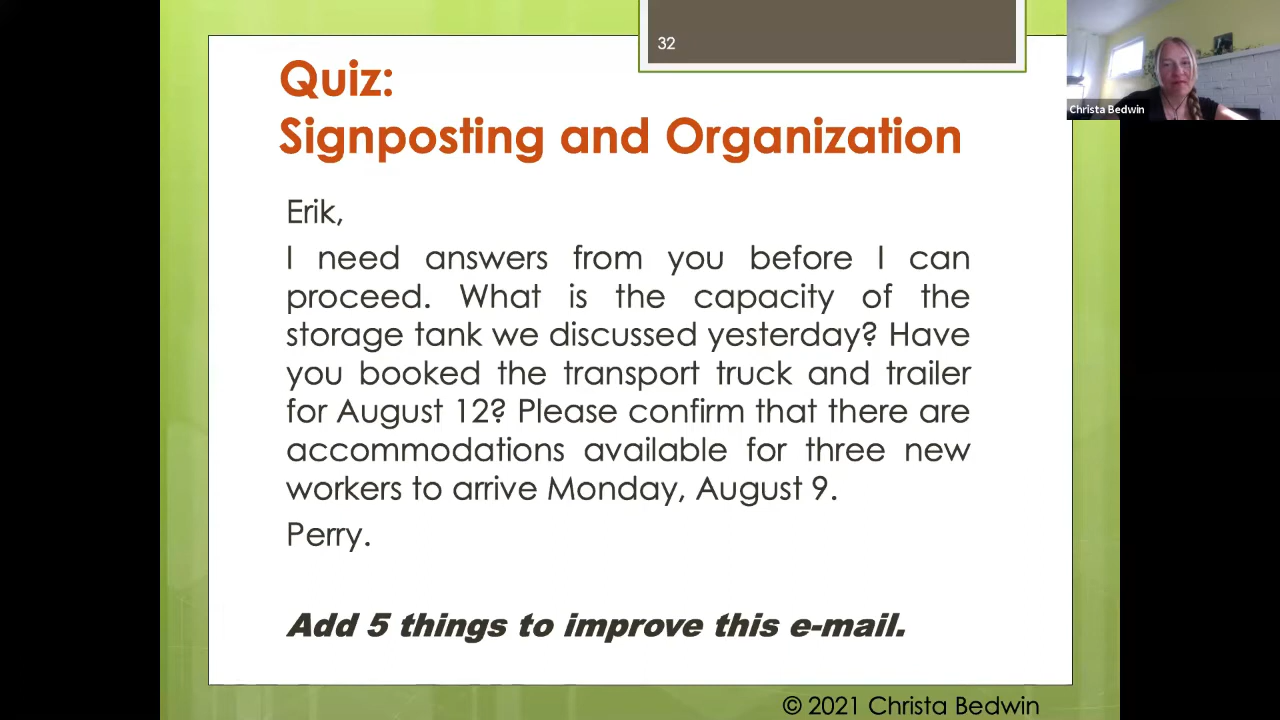 32
Christa Bedwin
Quiz:
Signposting and Organization
Erik,
I need answers from you before I can
proceed. What is the capacity of the
storage tank we discussed yesterday? Have
you booked the transport truck and trailer
for August 12? Please confirm that there are
accommodations available for three new
workers to arrive Monday, August 9.
Perry.
Add 5 things to improve this e-mail.
© 2021 Christa Bedwin